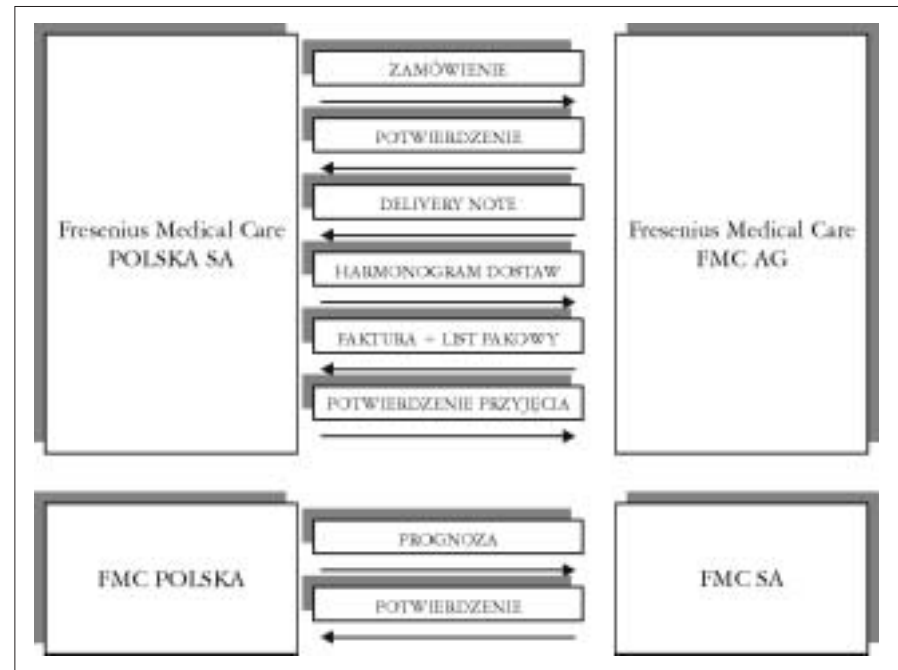 Fresenius Medical Care
POLSKA SA
ZAMÓWIENIE
POTWIERDZENIE
DELIVERY NOTE
HARMONOGRAM DOSTAW
FAKTURA + LIST PAKOWY
POTWIERDZENIE PRZYJĘCIA
Fresenius Medical Care
FMC AG
FMC POLSKA
PROGNOZA
POTWIERDZENIE
FMC SA